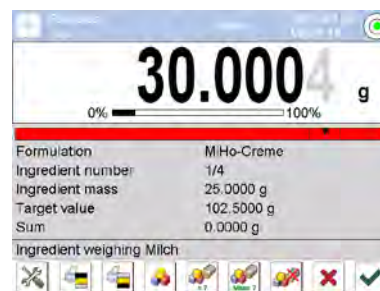 30.0004 g
0% 100%
Formulation MiHo-Creme
Ingredient number 1/4
Ingredient mass 25.0000 g
Target value 102.5000 g
Sum 0.0000 g
Ingredient weighing Milch